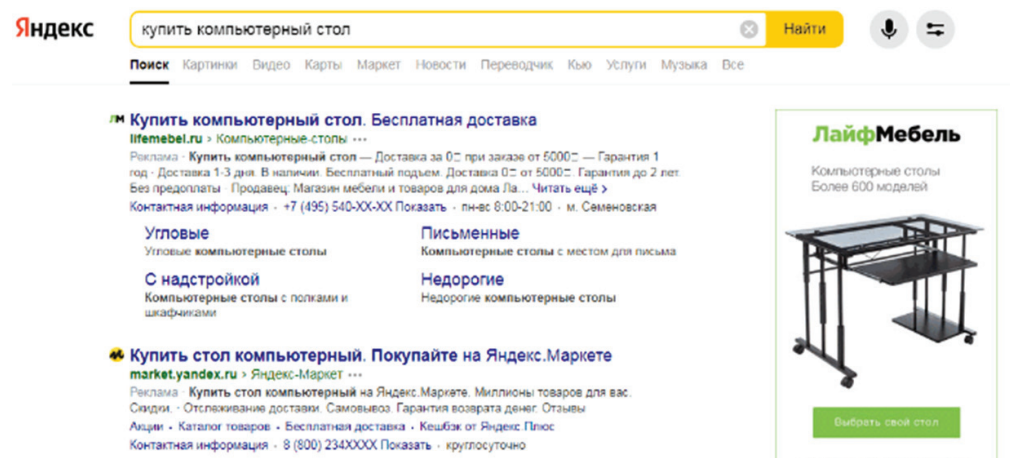 Яндекс
купить компьютерный стол
Найти
Поиск Картинки Видео Карты Маркет Новости Переводчик Кью Услуги Музыка Все
Купить компьютерный стол. Бесплатная доставка
lifemebel.ru › Компьютерные-столы ···
Реклама · Купить компьютерный стол — Доставка за 0□ при заказе от 5000□ — Гарантия 1
год · Доставка 1-3 дня. В наличии. Бесплатный подъем. Доставка 0□ от 5000□. Гарантия до 2 лет.
Без предоплаты · Продавец: Магазин мебели и товаров для дома Ла... Читать ещё >
Контактная информация · +7 (495) 540-XX-XX Показать · пн-вс 8:00-21:00 · м. Семеновская
Угловые
Угловые компьютерные столы
Письменные
Компьютерные столы с местом для письма
С надстройкой
Компьютерные столы с полками и
шкафчиками
Недорогие
Недорогие компьютерные столы
Купить стол компьютерный. Покупайте на Яндекс.Маркете
market.yandex.ru › Яндекс-Маркет ···
Реклама · Купить стол компьютерный на Яндекс.Маркете. Миллионы товаров для вас.
Скидки. · Отслеживание доставки. Самовывоз. Гарантия возврата денег. Отзывы
Акции · Каталог товаров · Бесплатная доставка · Кешбэк от Яндекс.Плюс
Контактная информация · 8 (800) 234XXXX Показать · круглосуточно
ЛайфМебель
Компьютерные столы
Более 600 моделей
Выбрать свой стол